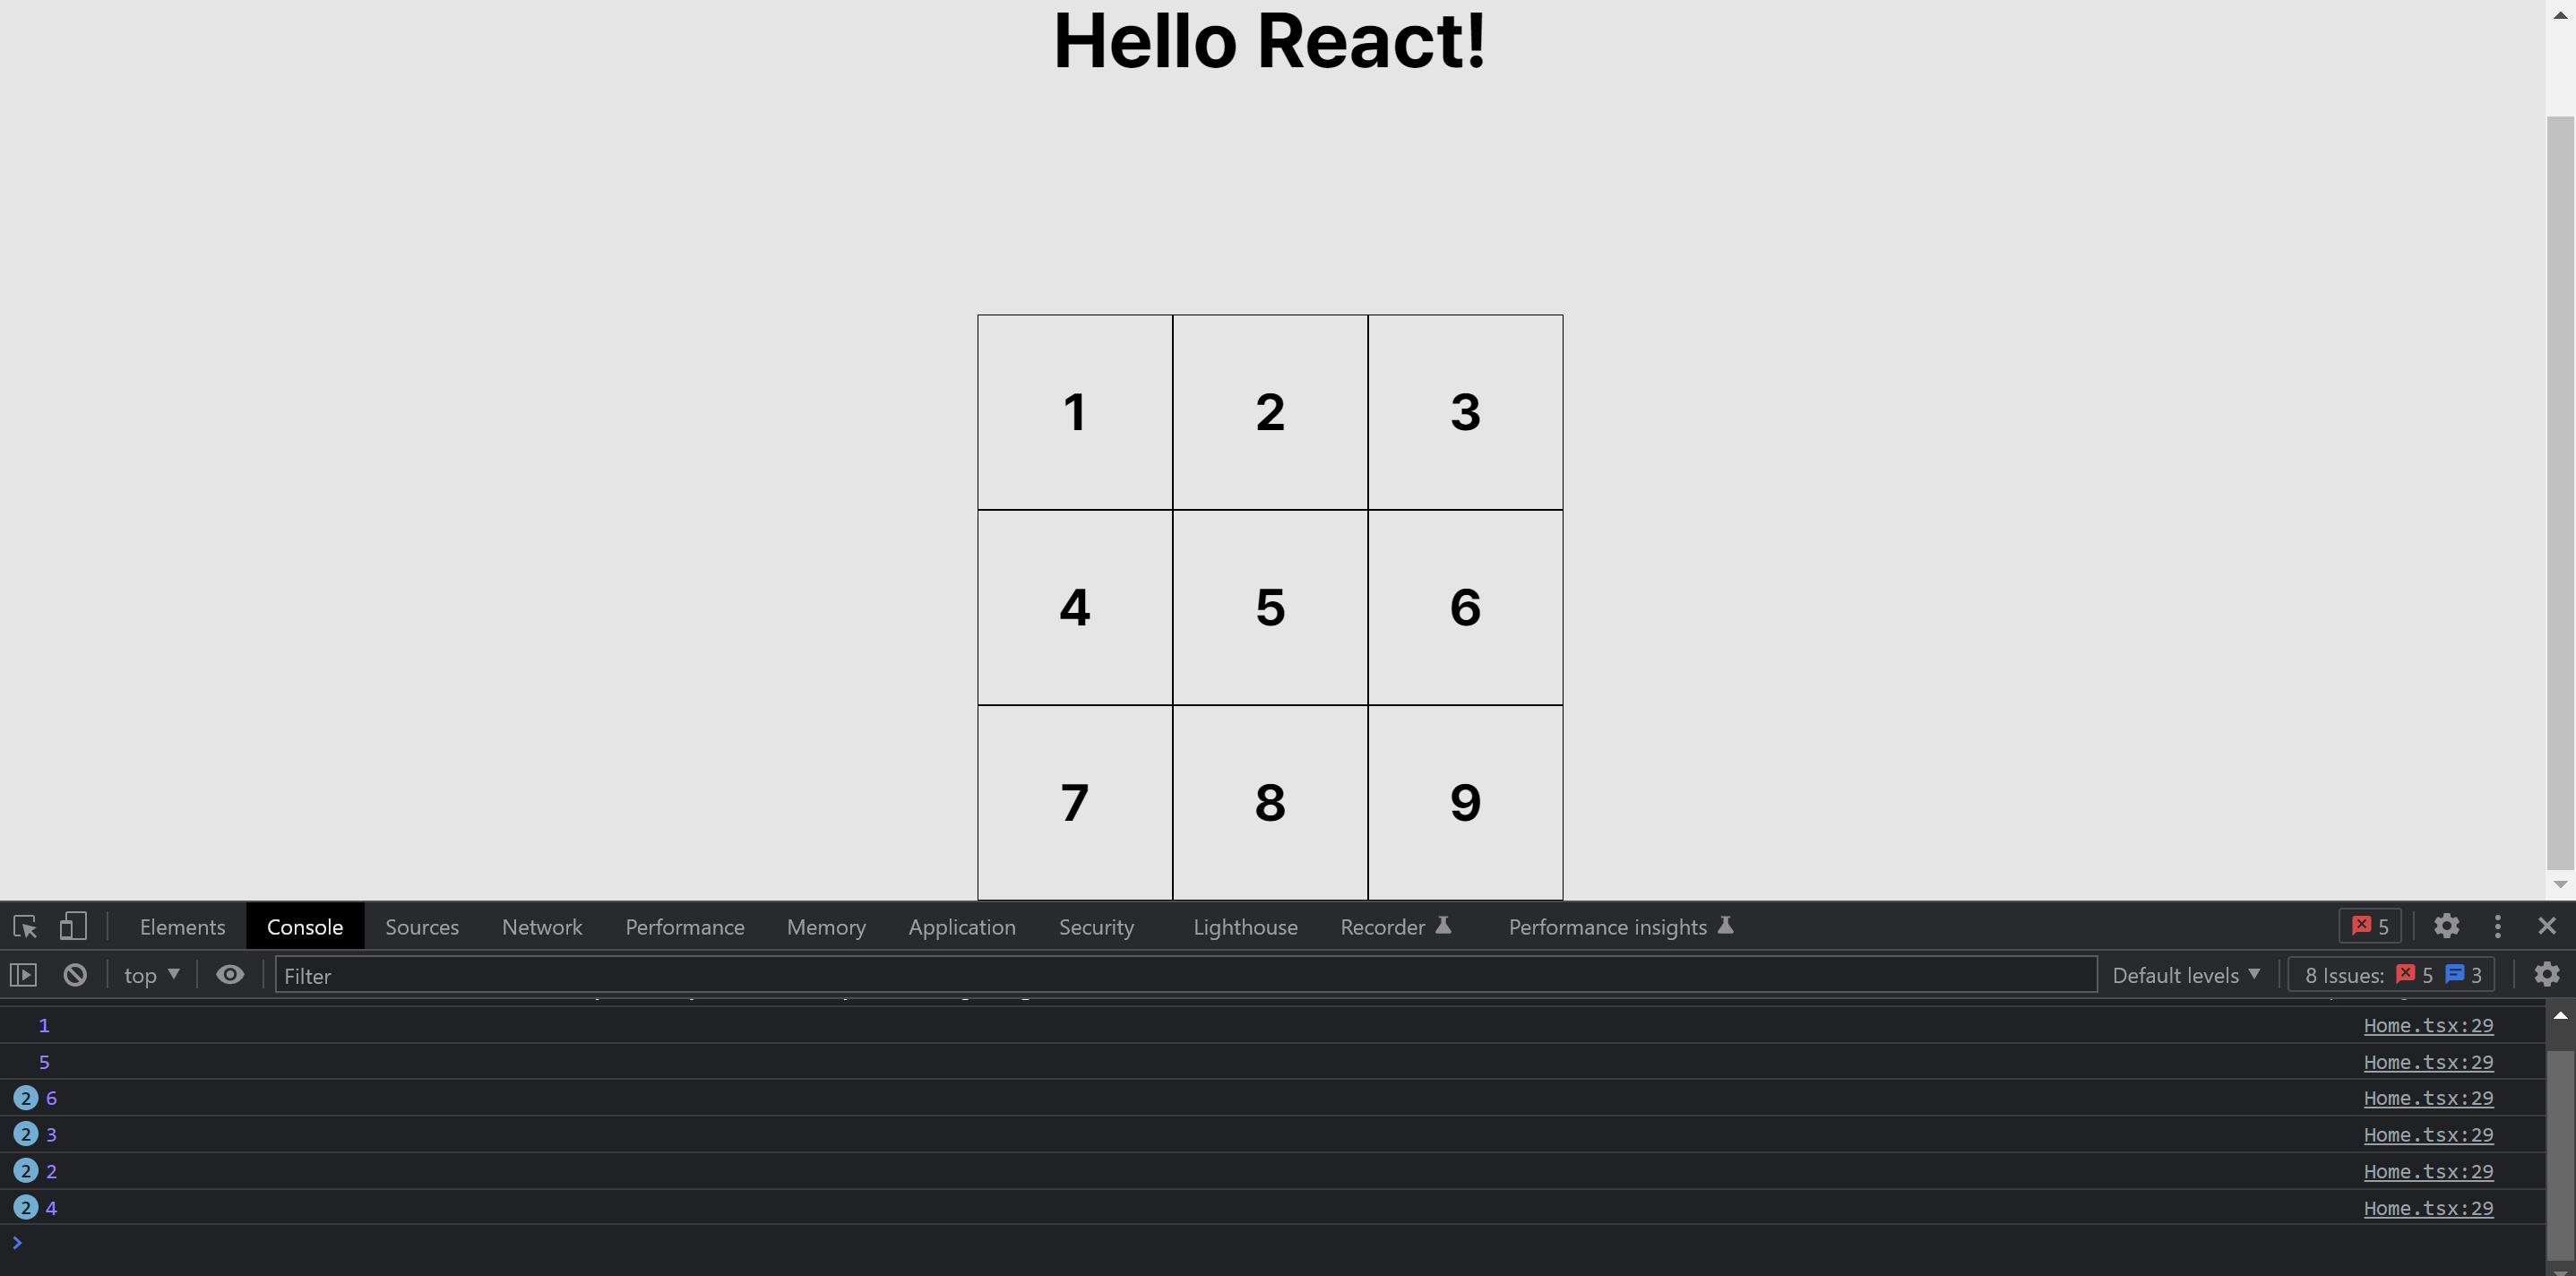 Hello React!
1 2 3
4 5 6
7 8 9
Elements Console Sources Network Performance Memory Application Security Lighthouse Recorder Performance insights 5
top Filter Default levels 8 Issues: 5 3
1 Home.tsx:29
5 Home.tsx:29
2 6 Home.tsx:29
2 3 Home.tsx:29
2 2 Home.tsx:29
2 4 Home.tsx:29